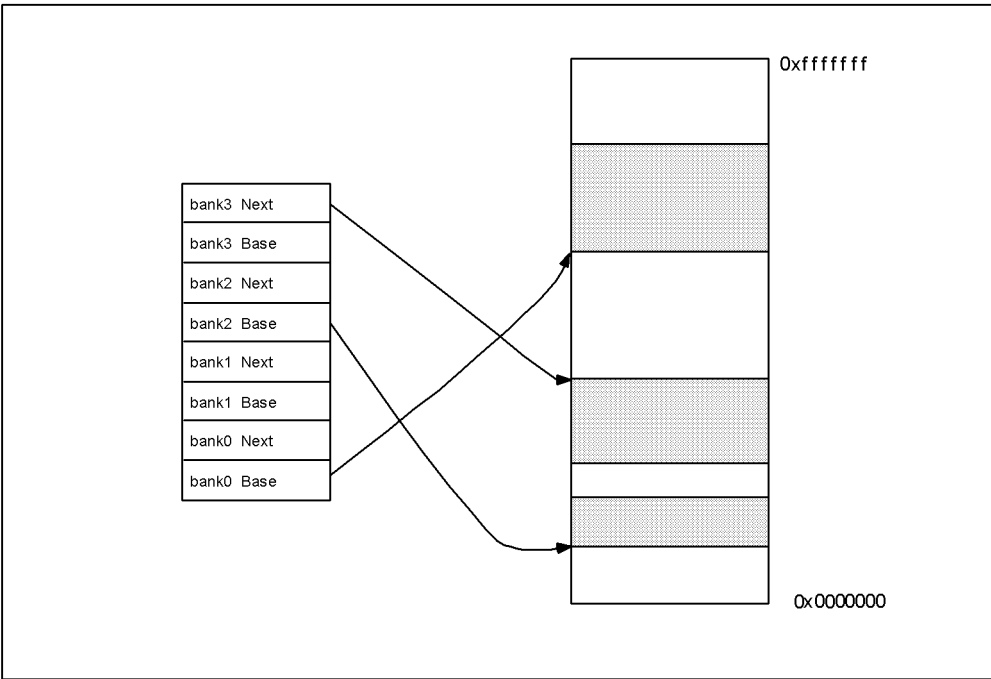 0xfffffff
bank3 Next
bank3 Base
bank2 Next
bank2 Base
bank1 Next
bank1 Base
bank0 Next
bank0 Base
0x0000000